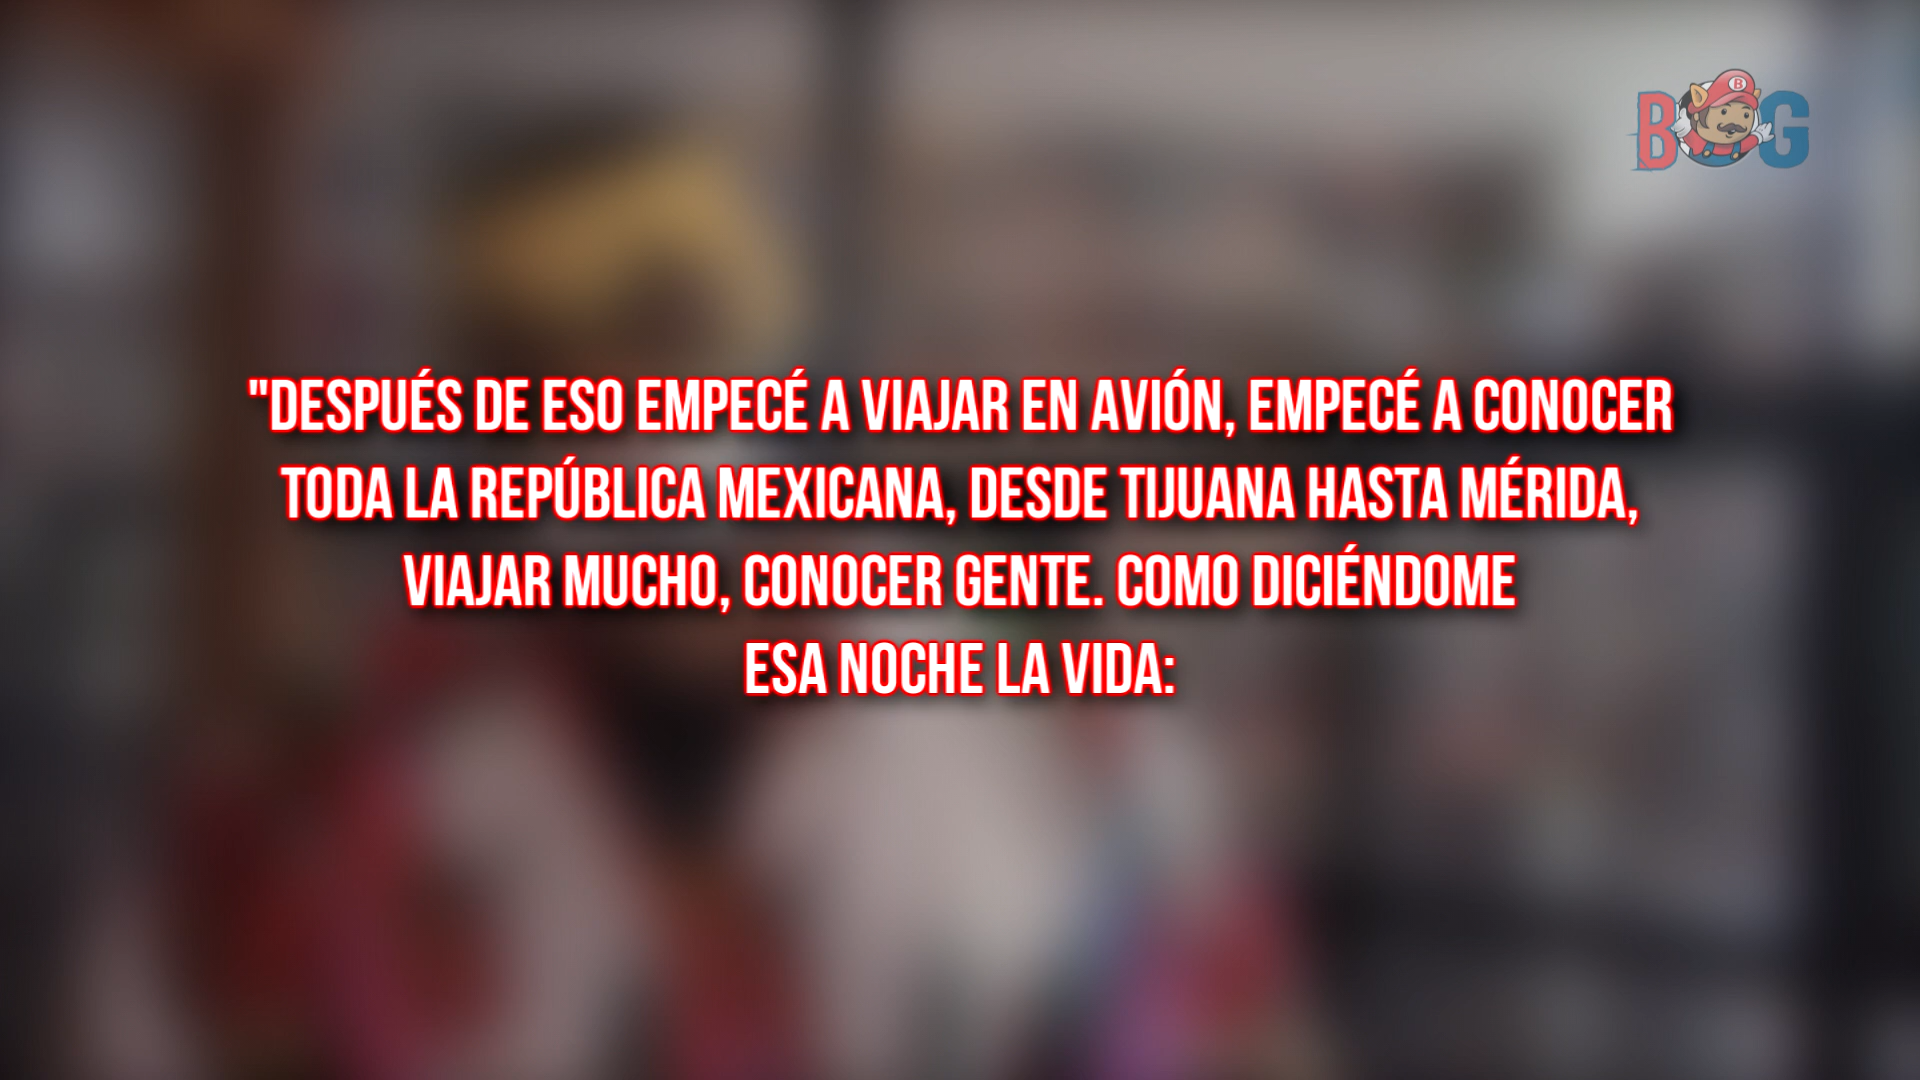 B G
B
"DESPUÉS DE ESO EMPECÉ A VIAJAR EN AVIÓN, EMPECÉ A CONOCER
TODA LA REPÚBLICA MEXICANA, DESDE TIJUANA HASTA MÉRIDA,
VIAJAR MUCHO, CONOCER GENTE. COMO DICIÉNDOME
ESA NOCHE LA VIDA: